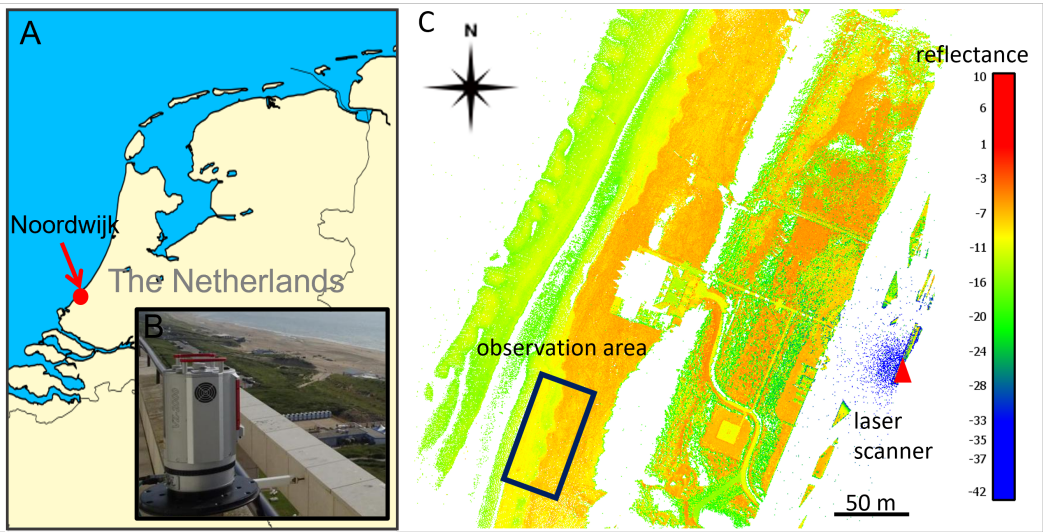 A
Noordwijk
The Netherlands
B
C
N
reflectance
10
6
1
-3
-7
-11
-16
-20
-24
-28
-33
-35
-37
-42
observation area
laser
scanner
50 m